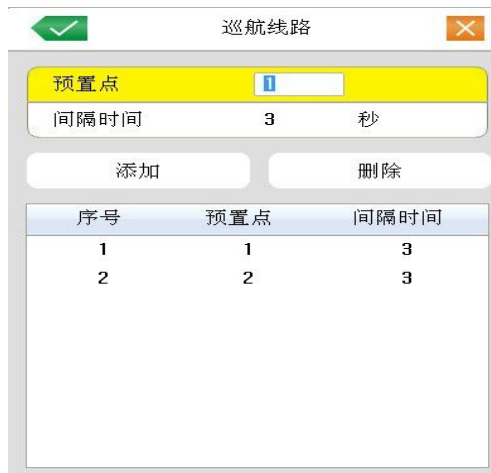 巡航线路
预置点 1
间隔时间 3 秒
添加 删除
序号 预置点 间隔时间
1 1 3
2 2 3